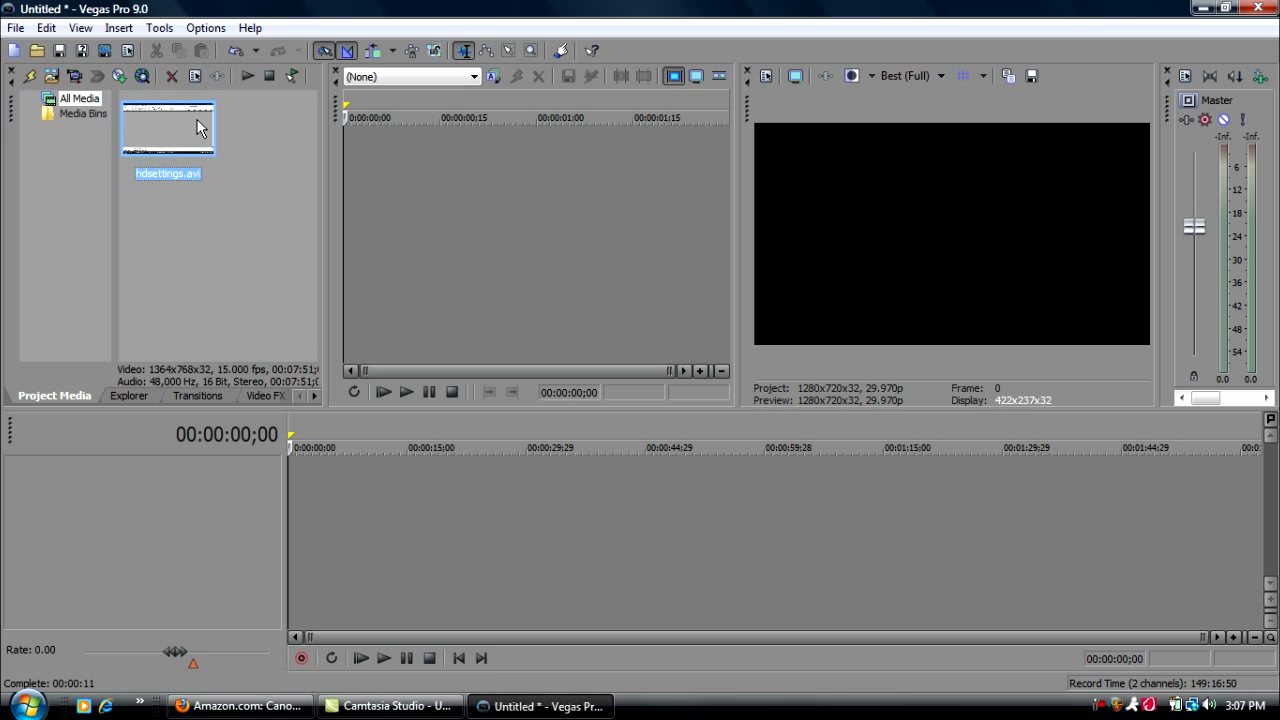 Untitled * - Vegas Pro 9.0
File Edit View Insert Tools Options Help
(None)
Best (Full)
All Media
Media Bins
hdsettings.avi
Master
-Inf. -Inf.
6
12
18
24
30
36
42
48
54
0.0 0.0
0:00:00;00 00:00:00;15 00:00:01;00 00:00:01;15
Video: 1364x768x32, 15.000 fps, 00:07:51;
Audio: 48,000 Hz, 16 Bit, Stereo, 00:07:51;
Project Media Explorer Transitions Video FX
00:00:00;00
Project: 1280x720x32, 29.970p
Preview: 1280x720x32, 29.970p
Frame: 0
Display: 422x237x32
00:00:00;00
0:00:00;00 00:00:15;00 00:00:29;29 00:00:44;29 00:00:59;28 00:01:15;00 00:01:29;29 00:01:44;29 00:0
Rate: 0.00
00:00:00;00
Complete: 00:00:11
Record Time (2 channels): 149:16:50
Amazon.com: Cano...
Camtasia Studio - U...
Untitled * - Vegas Pr...
3:07 PM